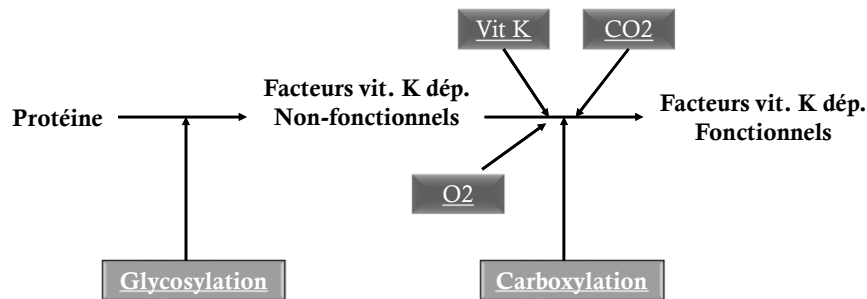 Vit K
CO2
Protéine
Facteurs vit. K dép.
Non-fonctionnels
Facteurs vit. K dép.
Fonctionnels
O2
Glycosylation
Carboxylation